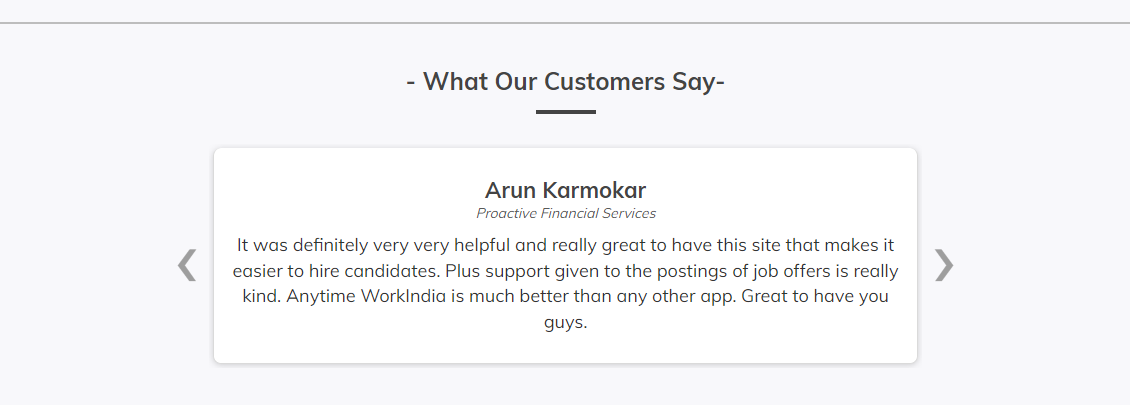 - What Our Customers Say-
Arun Karmokar
Proactive Financial Services
It was definitely very very helpful and really great to have this site that makes it
easier to hire candidates. Plus support given to the postings of job offers is really
kind. Anytime WorkIndia is much better than any other app. Great to have you
guys.